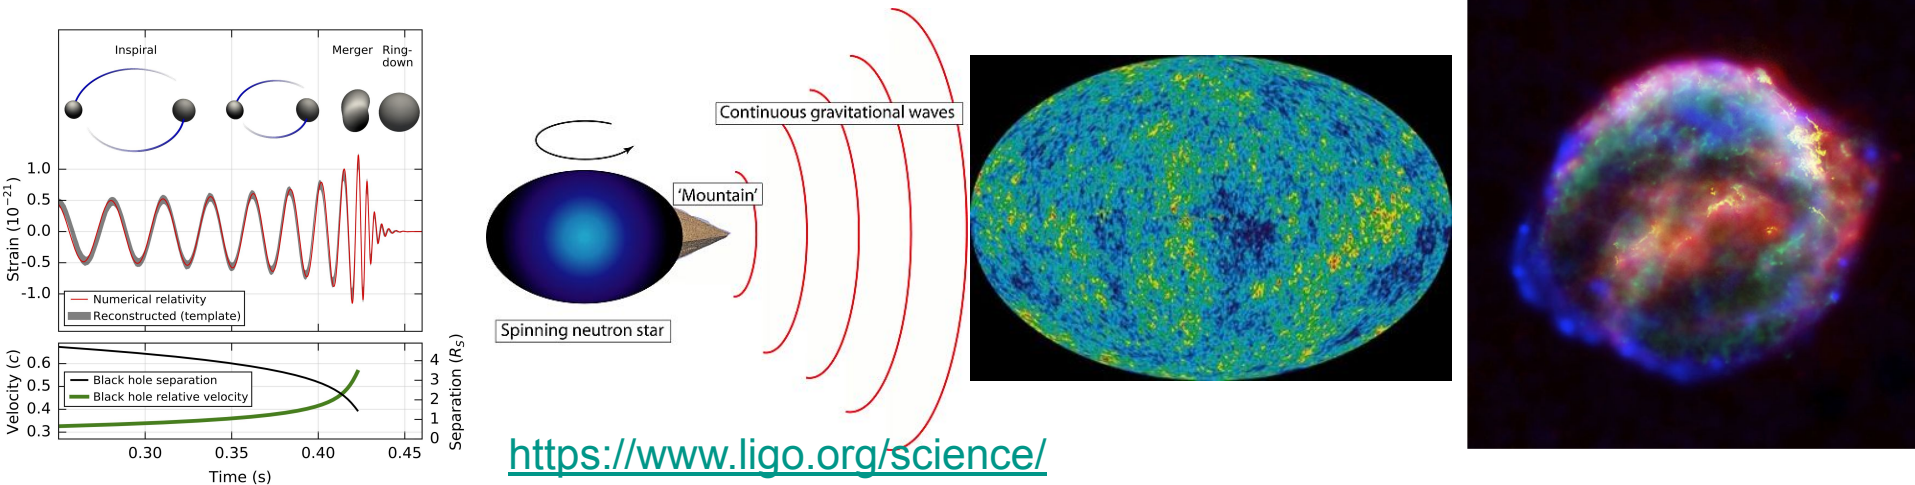 Inspiral
Merger
Ring-
down
Strain (10⁻²¹)
1.0
0.5
0.0
-0.5
-1.0
Numerical relativity
Reconstructed (template)
Velocity (c)
0.6
0.5
0.4
0.3
Black hole separation
Black hole relative velocity
4
3
2
1
0
Separation (R_S)
0.30
0.35
0.40
0.45
Time (s)
Continuous gravitational waves
'Mountain'
Spinning neutron star
https://www.ligo.org/science/